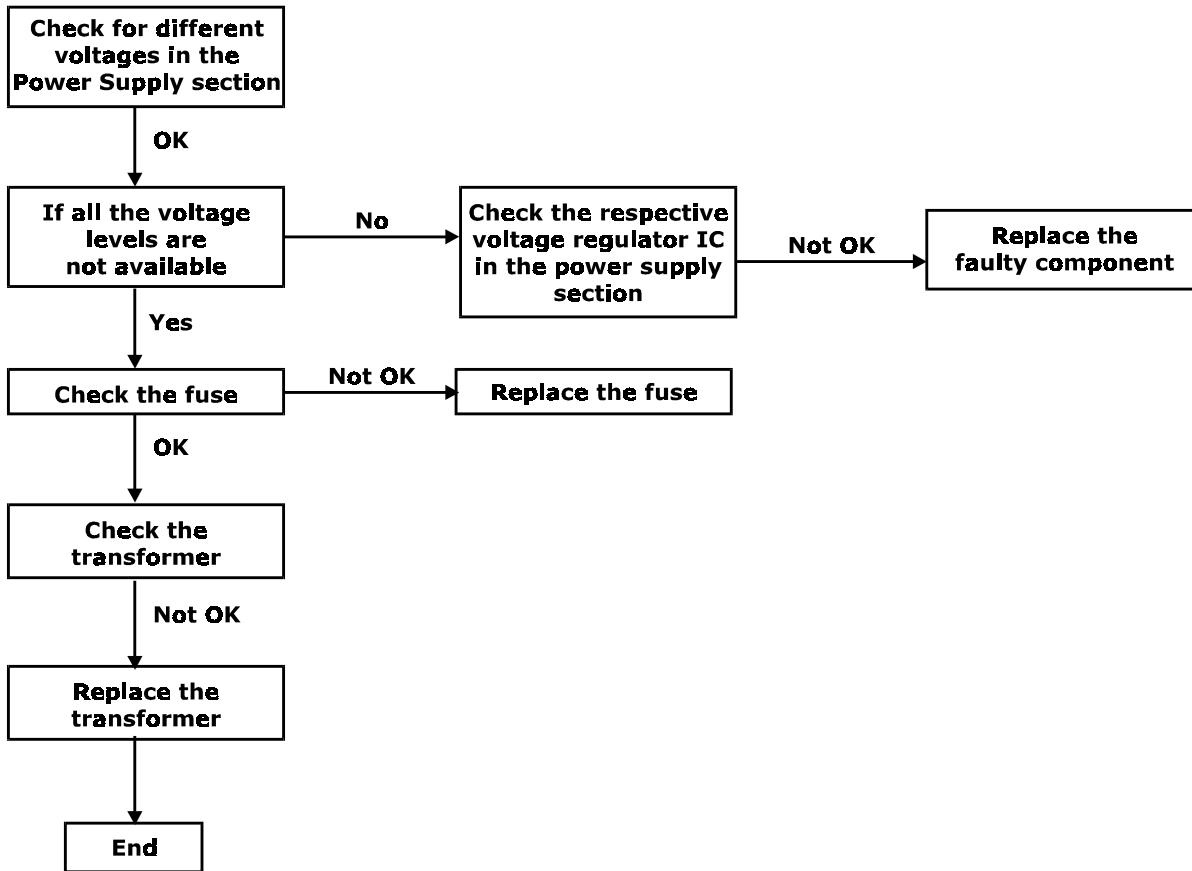 Check for different
voltages in the
Power Supply section
OK
If all the voltage
levels are
not available
No
Check the respective
voltage regulator IC
in the power supply
section
Not OK
Replace the
faulty component
Yes
Check the fuse
Not OK
Replace the fuse
OK
Check the
transformer
Not OK
Replace the
transformer
End